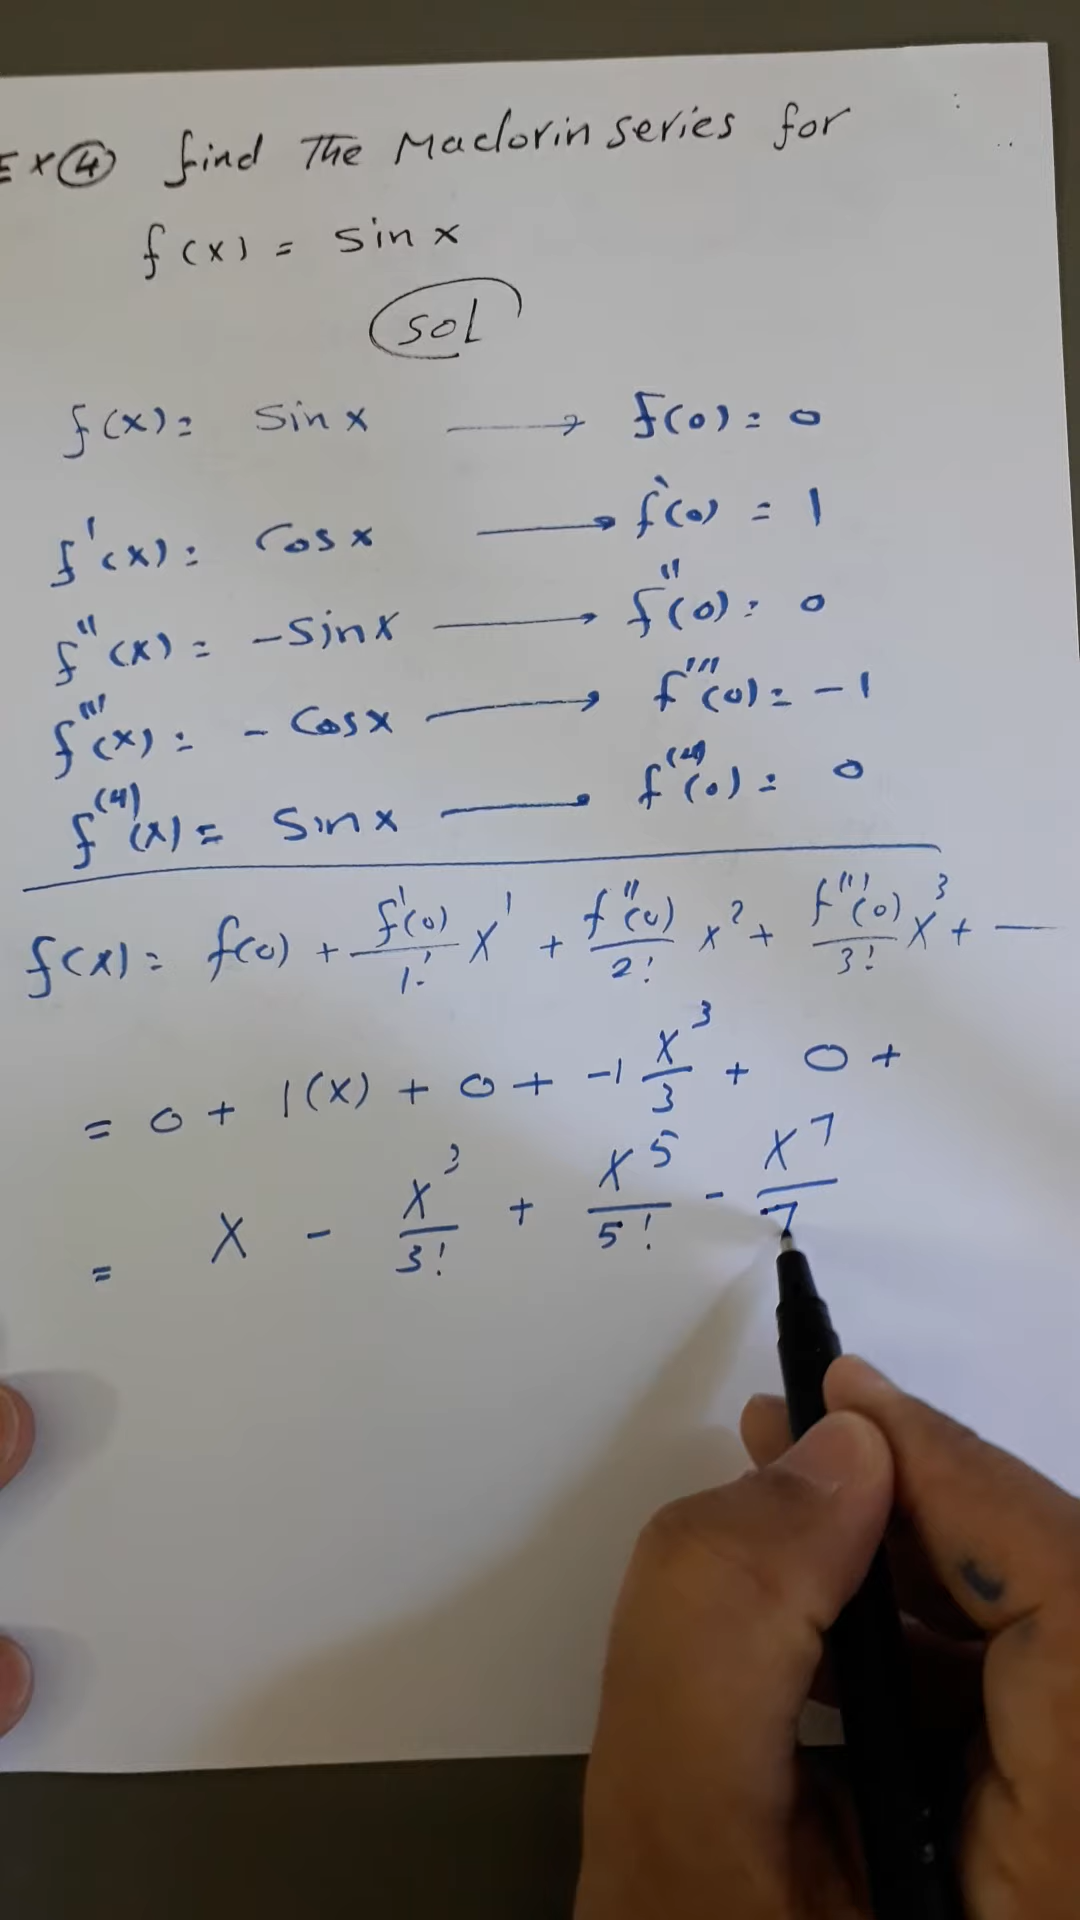 Ex④ find The Maclorin series for
f(x) = sin x
sol
f(x) = sin x → f(0) = 0
f'(x) = cos x → f'(0) = 1
f''(x) = -sin x → f''(0) = 0
f'''(x) = -cos x → f'''(0) = -1
f⁽⁴⁾(x) = sin x → f⁽⁴⁾(0) = 0
f(x) = f(0) + f'(0)/1! x¹ + f''(0)/2! x² + f'''(0)/3! x³ + —
= 0 + 1(x) + 0 + -1 x³/3 + 0 +
= x - x³/3! + x⁵/5! - x⁷/7